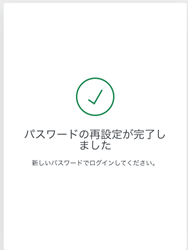 パスワードの再設定が完了し
ました
新しいパスワードでログインしてください。